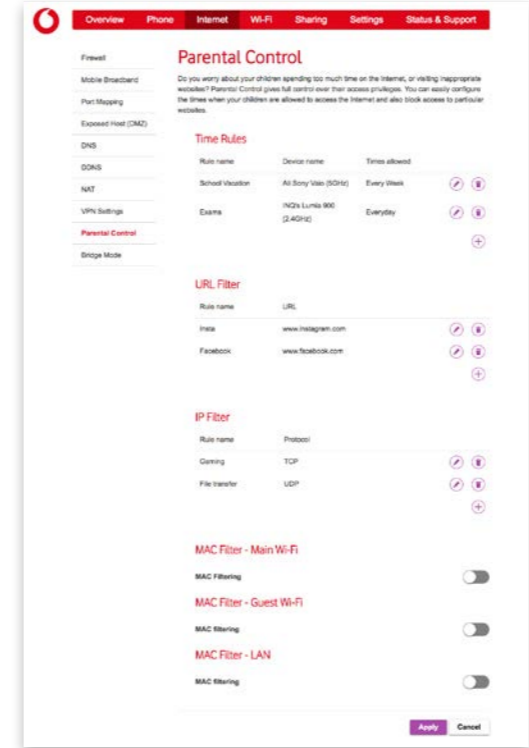 Overview Phone Internet Wi-Fi Sharing Settings Status & Support
Firewall
Mobile Broadband
Port Mapping
Exposed Host (DMZ)
DNS
DDNS
NAT
VPN Settings
Parental Control
Bridge Mode
Parental Control
Do you worry about your children spending too much time on the Internet, or visiting inappropriate
websites? Parental Control gives full control over their access privileges. You can easily configure
the times when your children are allowed to access the Internet and also block access to particular
websites.
Time Rules
Rule name Device name Times allowed
School Vacation Ali Sony Vaio (5GHz) Every Week
Exams INQ's Lumia 900 (2.4GHz) Everyday
URL Filter
Rule name URL
Insta www.instagram.com
Facebook www.facebook.com
IP Filter
Rule name Protocol
Gaming TCP
File transfer UDP
MAC Filter - Main Wi-Fi
MAC Filtering
MAC Filter - Guest Wi-Fi
MAC filtering
MAC Filter - LAN
MAC filtering
Apply Cancel